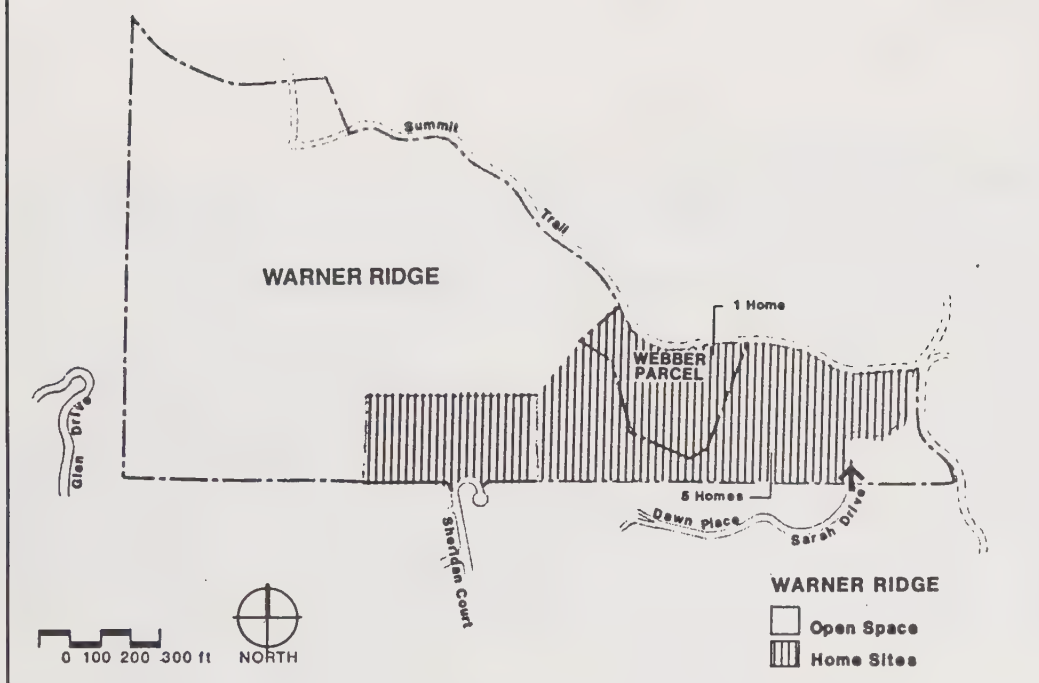 Summit
Trail
WARNER RIDGE
1 Home
WEBBER
PARCEL
Glen Drive
5 Homes
Dawn Place
Sarah Drive
Sheridan Court
WARNER RIDGE
Open Space
Home Sites
0 100 200 300 ft
NORTH